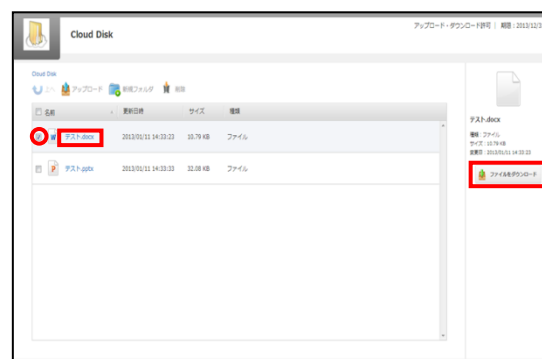 Cloud Disk
アップロード・ダウンロード許可 | 期限 : 2013/12/3
Cloud Disk
上へ アップロード 新規フォルダ 削除
名前 更新日時 サイズ 種類
テスト.docx 2013/01/11 14:33:23 10.79 KB ファイル
テスト.pptx 2013/01/11 14:33:33 32.08 KB ファイル
テスト.docx
種類 : ファイル
サイズ : 10.79 KB
変更日 : 2013/01/11 14:33:23
ファイルをダウンロード